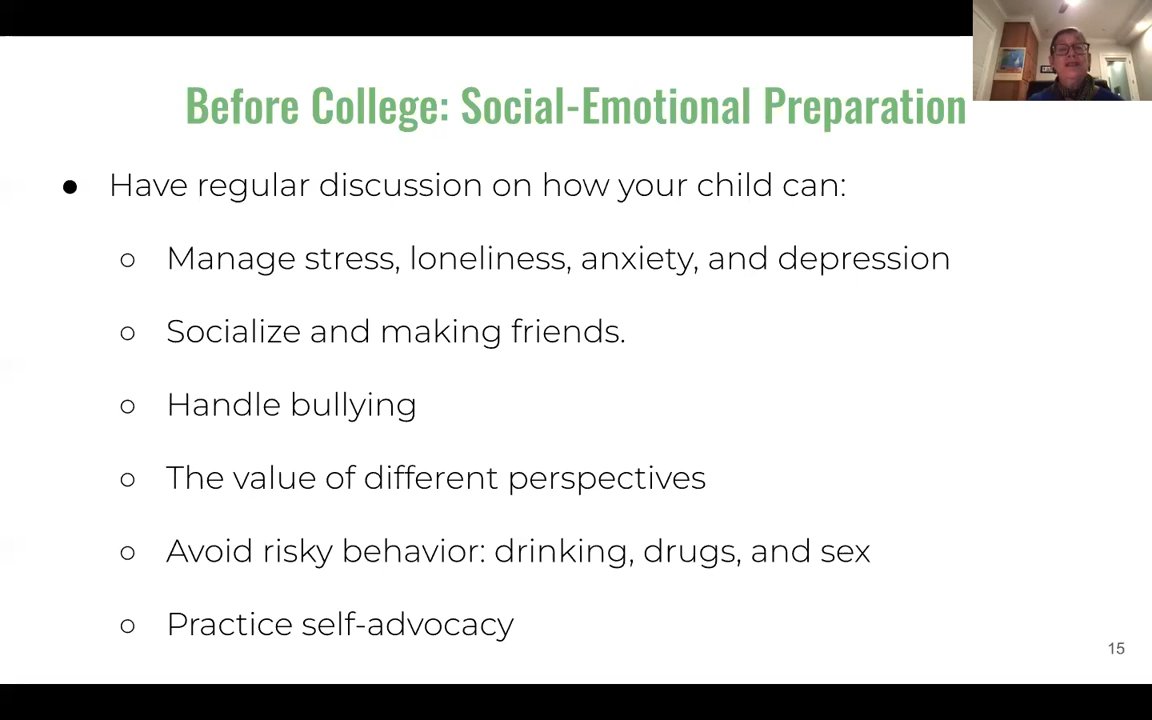 Before College: Social-Emotional Preparation
● Have regular discussion on how your child can:
○ Manage stress, loneliness, anxiety, and depression
○ Socialize and making friends.
○ Handle bullying
○ The value of different perspectives
○ Avoid risky behavior: drinking, drugs, and sex
○ Practice self-advocacy
15